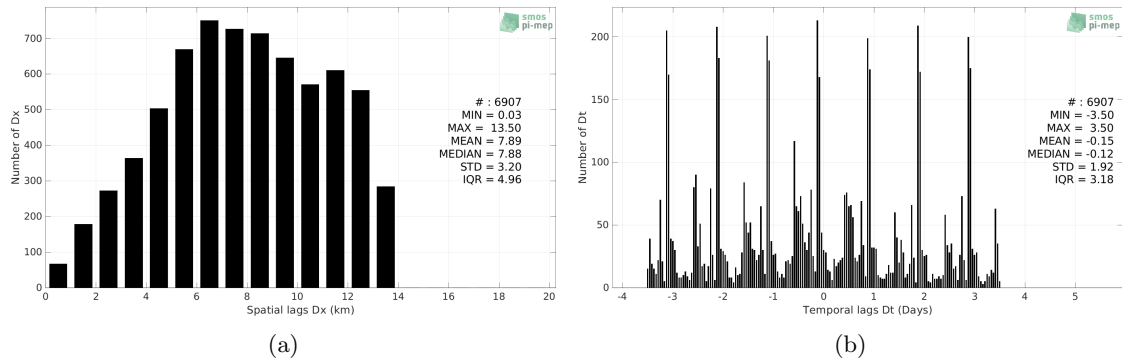 smos
pi-mep
700
600
500
400
300
200
100
0
Number of Dx
# : 6907
MIN = 0.03
MAX = 13.50
MEAN = 7.89
MEDIAN = 7.88
STD = 3.20
IQR = 4.96
0 2 4 6 8 10 12 14 16 18 20
Spatial lags Dx (km)
(a)
smos
pi-mep
200
150
100
50
0
Number of Dt
# : 6907
MIN = -3.50
MAX = 3.50
MEAN = -0.15
MEDIAN = -0.12
STD = 1.92
IQR = 3.18
-4 -3 -2 -1 0 1 2 3 4 5
Temporal lags Dt (Days)
(b)